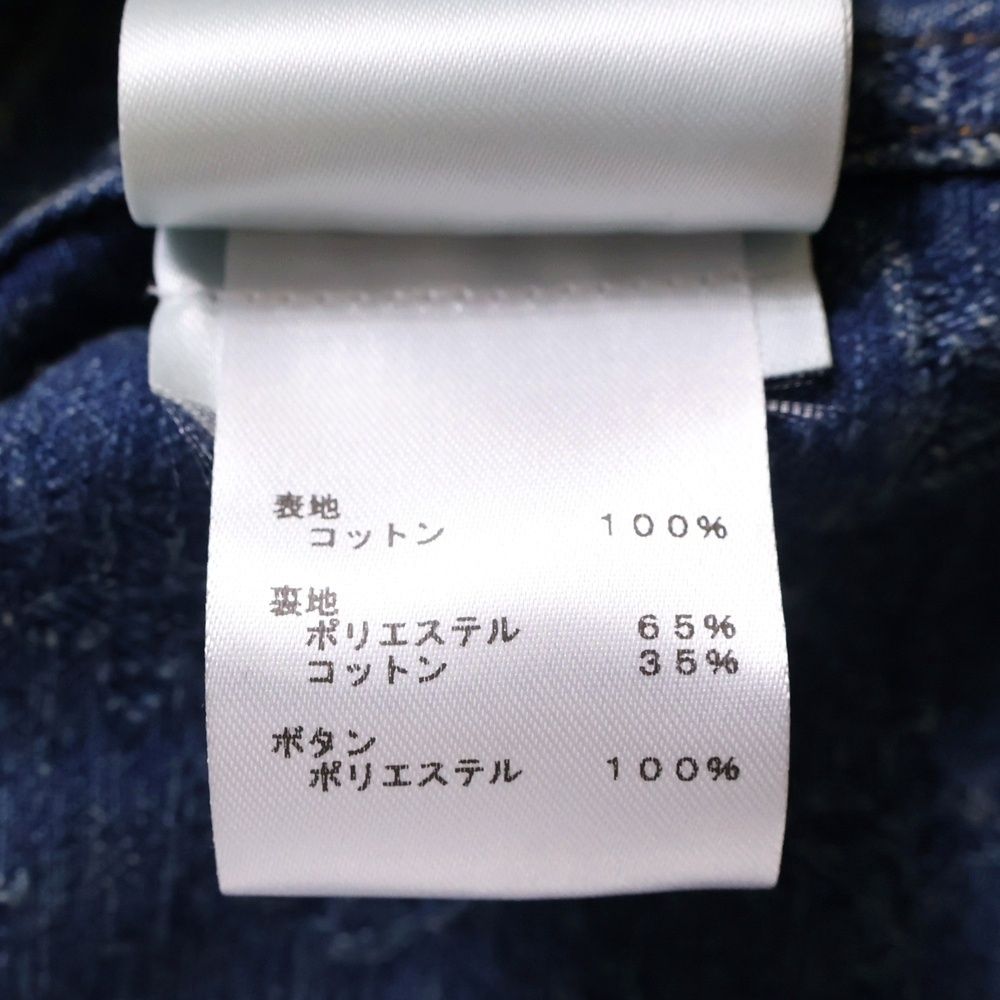 表地
コットン 100%
裏地
ポリエステル 65%
コットン 35%
ボタン
ポリエステル 100%